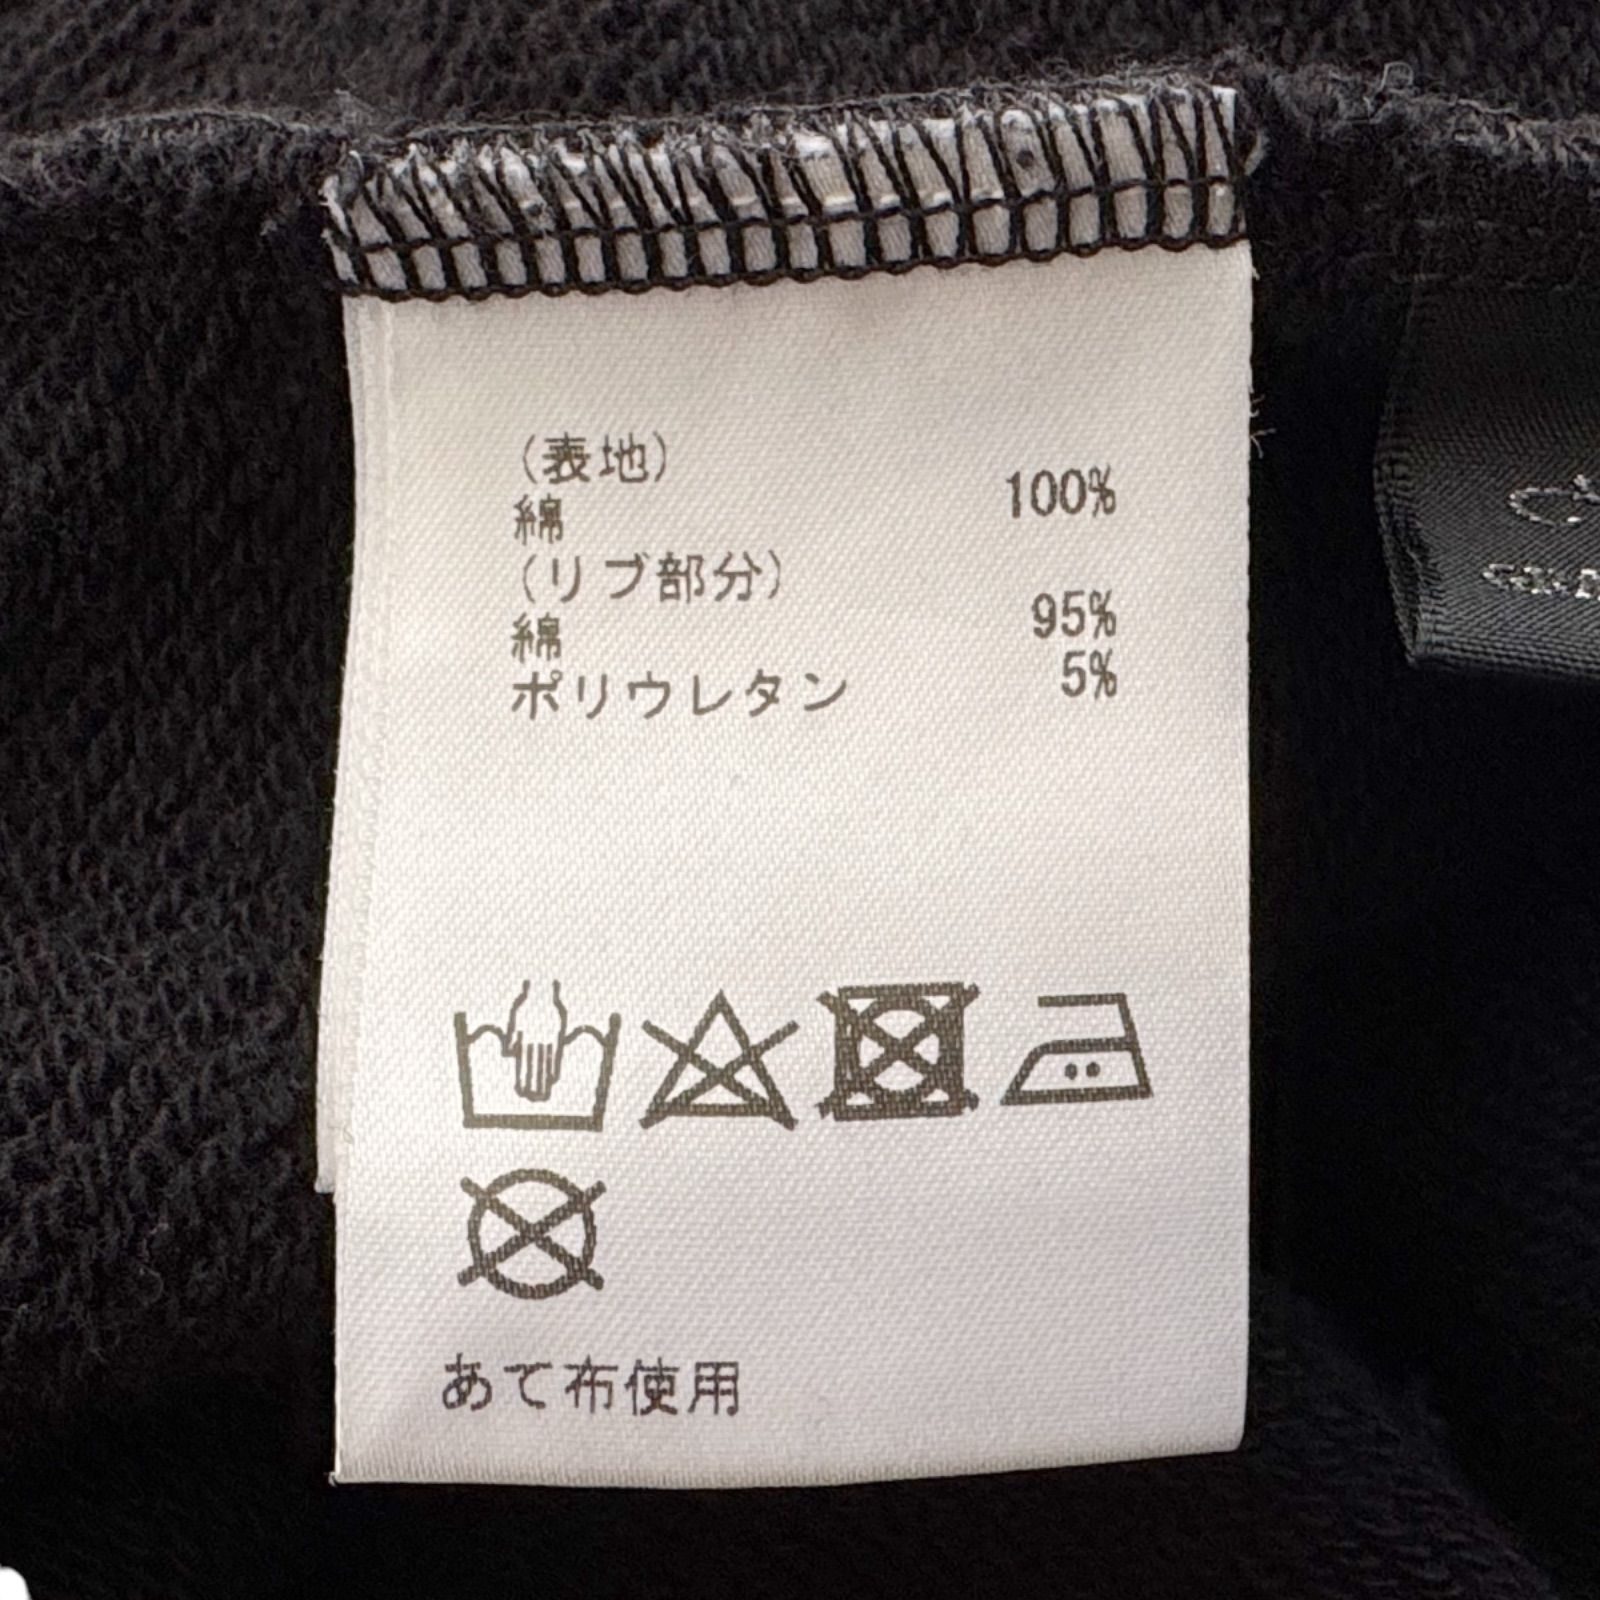 (表地)
綿 100%
(リブ部分)
綿 95%
ポリウレタン 5%
あて布使用